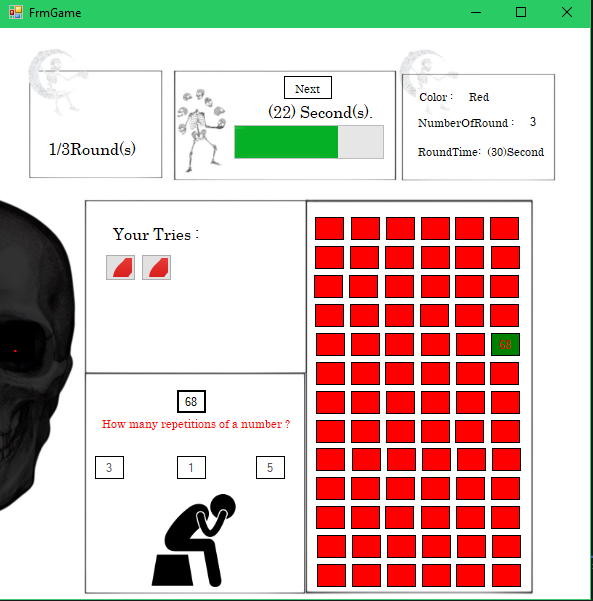 FrmGame
Next
(22) Second(s).
1/3Round(s)
Color : Red
NumberOfRound : 3
RoundTime: (30)Second
Your Tries :
68
68
How many repetitions of a number ?
3 1 5